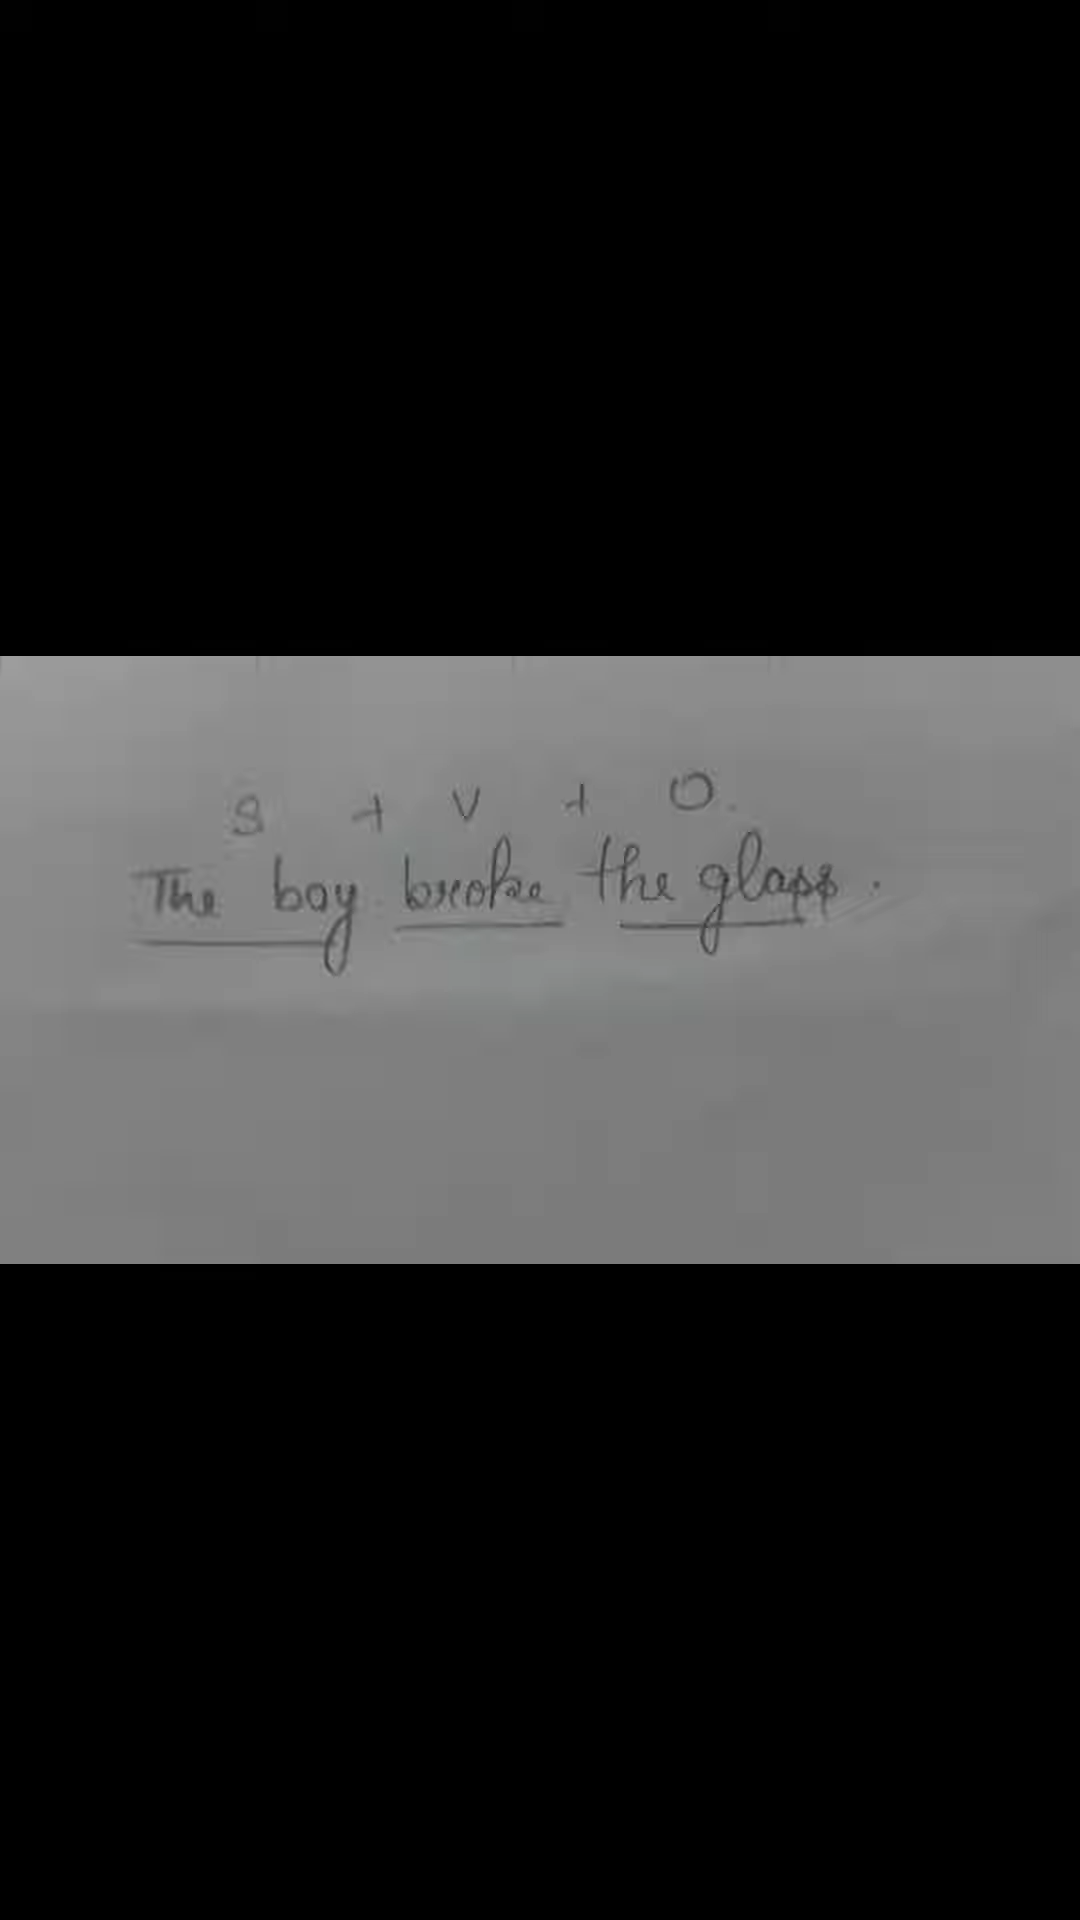 S + V + O.
The boy broke the glass.